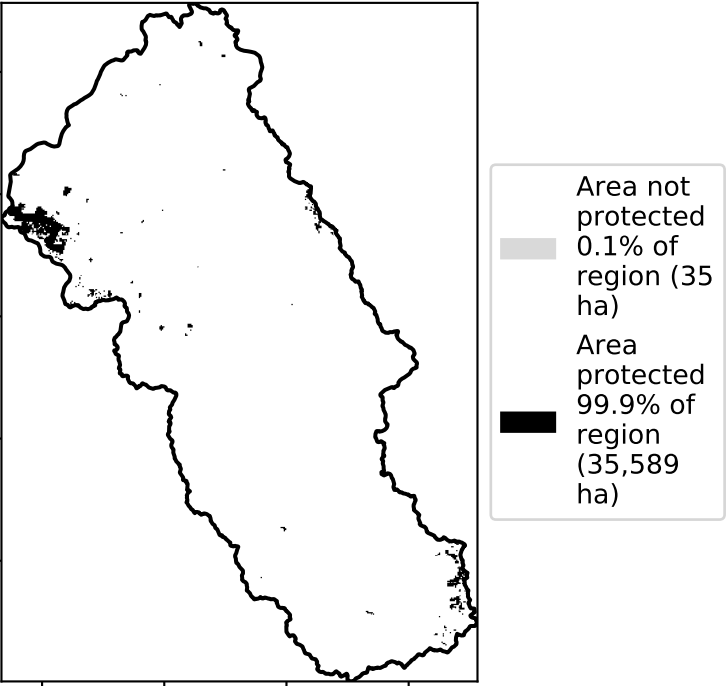 Area not
protected
0.1% of
region (35
ha)
Area
protected
99.9% of
region
(35,589
ha)